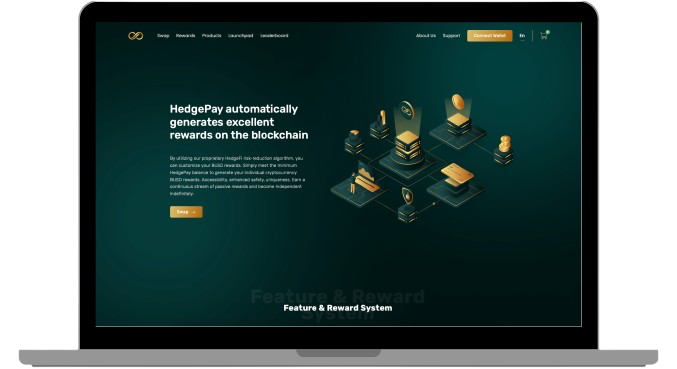 Swap Rewards Products Launchpad Leaderboard About Us Support Connect Wallet En
HedgePay automatically
generates excellent
rewards on the blockchain
By utilizing our proprietary HedgeFi risk-reduction algorithm, you
can customize your BUSD rewards. Simply meet the minimum
HedgePay balance to generate your individual cryptocurrency
BUSD rewards. Accessibility, enhanced safety, uniqueness. Earn a
continuous stream of passive rewards and become independent
indefinitely.
Swap →
Feature & Reward
System
Feature & Reward System